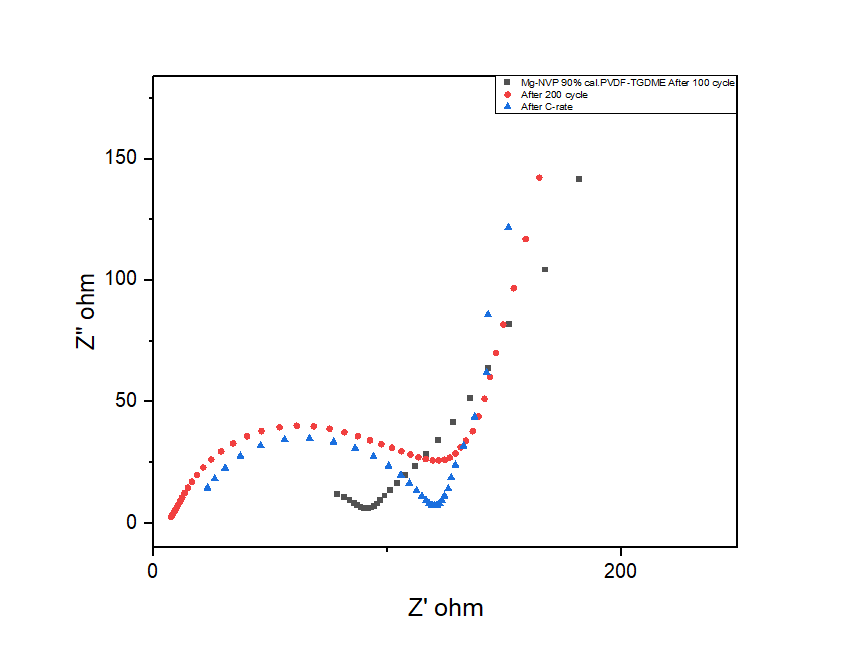 Mg-NVP 90% cal.PVDF-TGDME After 100 cycle
After 200 cycle
After C-rate
150
100
50
0
Z" ohm
0
200
Z' ohm